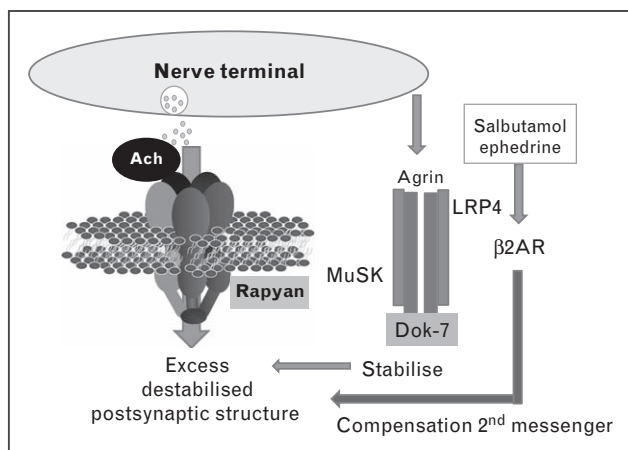 Nerve terminal
Ach
Rapyan
Excess
destabilised
postsynaptic structure
Agrin
LRP4
MuSK
Dok-7
Stabilise
Salbutamol
ephedrine
β2AR
Compensation 2nd messenger